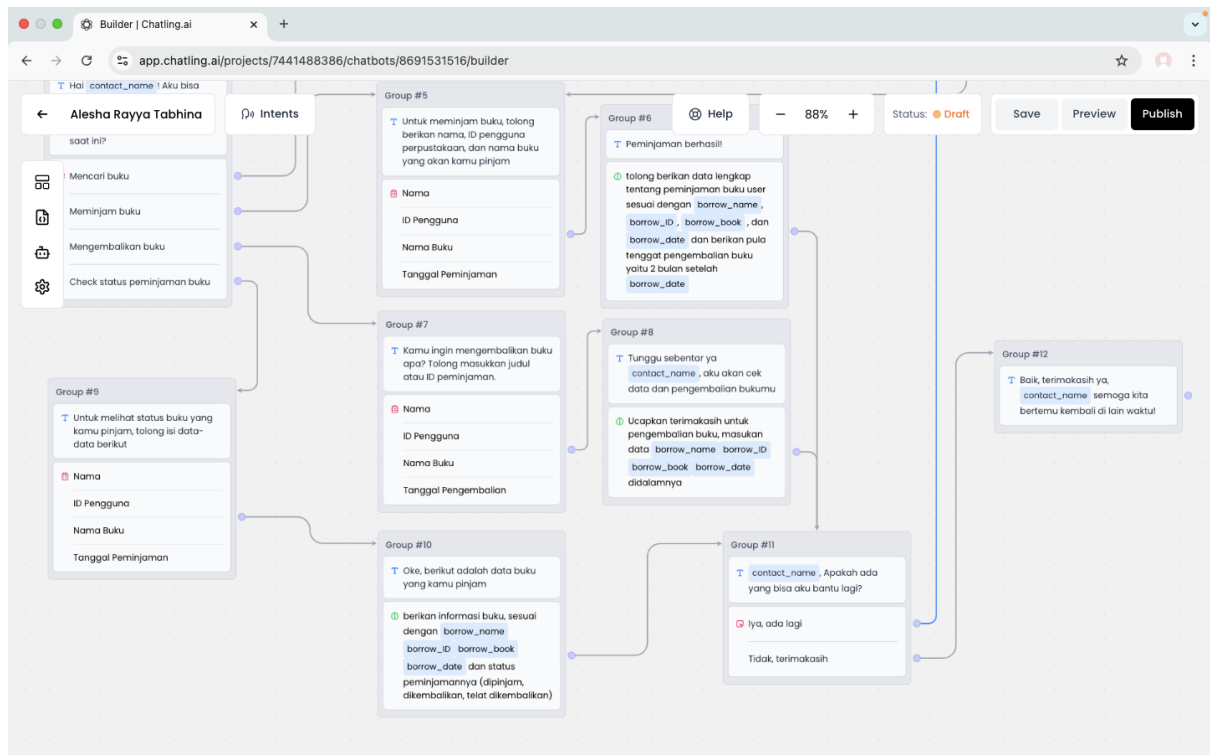 Builder | Chatling.ai
app.chatling.ai/projects/7441488386/chatbots/8691531516/builder
Hai contact_name ! Aku bisa
Alesha Rayya Tabhina
Intents
Help
88%
Status: Draft
Save
Preview
Publish
saat ini?
Mencari buku
Meminjam buku
Mengembalikan buku
Check status peminjaman buku
Group #5
Untuk meminjam buku, tolong
berikan nama, ID pengguna
perpustakaan, dan nama buku
yang akan kamu pinjam
Nama
ID Pengguna
Nama Buku
Tanggal Peminjaman
Group #6
Peminjaman berhasil!
tolong berikan data lengkap
tentang peminjaman buku user
sesuai dengan borrow_name ,
borrow_ID , borrow_book , dan
borrow_date dan berikan pula
tenggat pengembalian buku
yaitu 2 bulan setelah
borrow_date
Group #7
Kamu ingin mengembalikan buku
apa? Tolong masukkan judul
atau ID peminjaman.
Nama
ID Pengguna
Nama Buku
Tanggal Pengembalian
Group #8
Tunggu sebentar ya
contact_name , aku akan cek
data dan pengembalian bukumu
Ucapkan terimakasih untuk
pengembalian buku, masukan
data borrow_name borrow_ID
borrow_book borrow_date
didalamnya
Group #9
Untuk melihat status buku yang
kamu pinjam, tolong isi data-
data berikut
Nama
ID Pengguna
Nama Buku
Tanggal Peminjaman
Group #10
Oke, berikut adalah data buku
yang kamu pinjam
berikan informasi buku, sesuai
dengan borrow_name
borrow_ID borrow_book
borrow_date dan status
peminjamannya (dipinjam,
dikembalikan, telat dikembalikan)
Group #11
contact_name , Apakah ada
yang bisa aku bantu lagi?
Iya, ada lagi
Tidak, terimakasih
Group #12
Baik, terimakasih ya,
contact_name semoga kita
bertemu kembali di lain waktu!